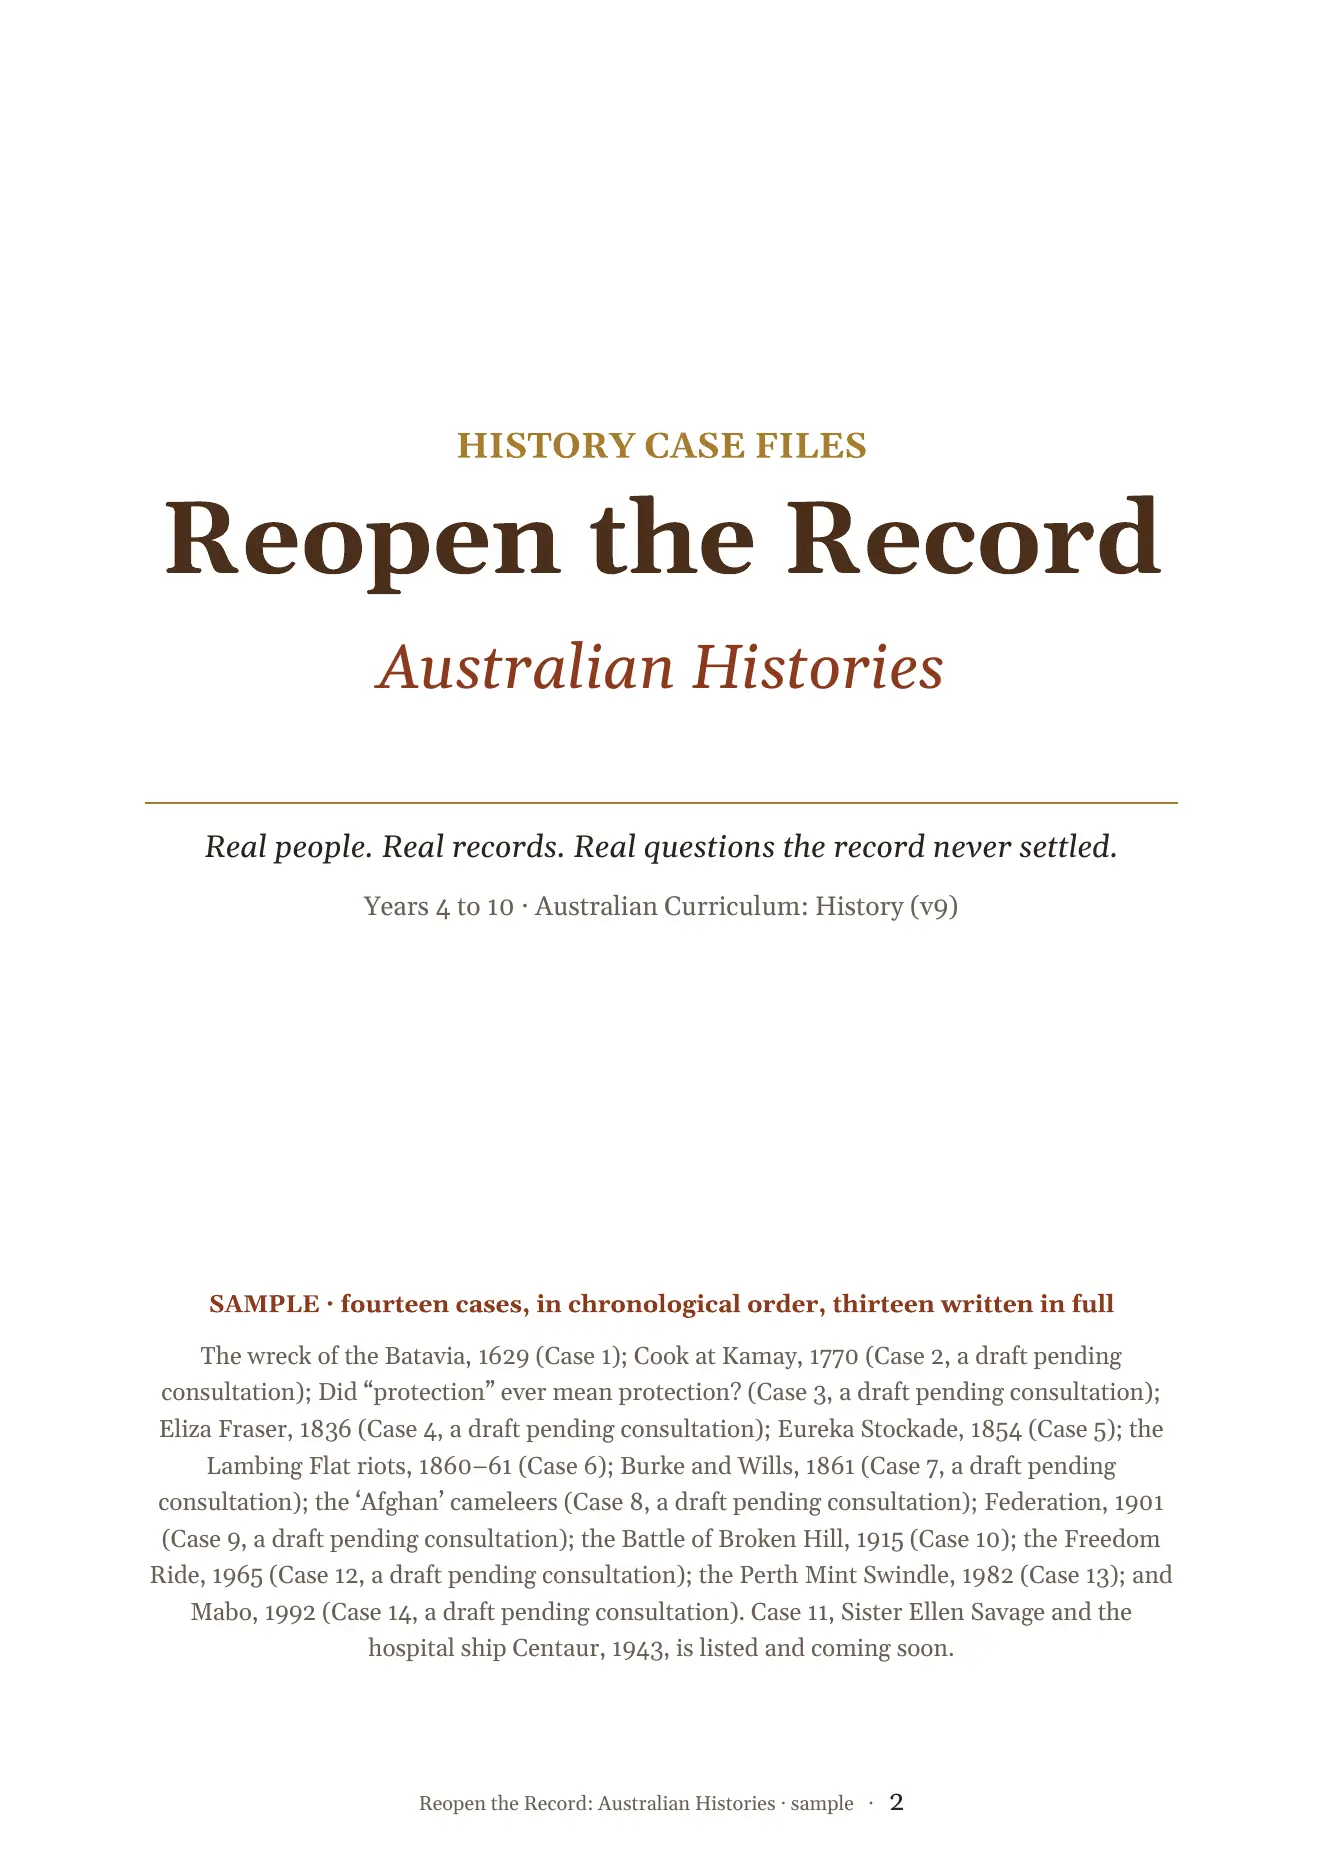 HISTORY CASE FILES
Reopen the Record
Australian Histories
Real people. Real records. Real questions the record never settled.
Years 4 to 10 · Australian Curriculum: History (v9)
SAMPLE · fourteen cases, in chronological order, thirteen written in full
The wreck of the Batavia, 1629 (Case 1); Cook at Kamay, 1770 (Case 2, a draft pending
consultation); Did “protection” ever mean protection? (Case 3, a draft pending consultation);
Eliza Fraser, 1836 (Case 4, a draft pending consultation); Eureka Stockade, 1854 (Case 5); the
Lambing Flat riots, 1860–61 (Case 6); Burke and Wills, 1861 (Case 7, a draft pending
consultation); the ‘Afghan’ cameleers (Case 8, a draft pending consultation); Federation, 1901
(Case 9, a draft pending consultation); the Battle of Broken Hill, 1915 (Case 10); the Freedom
Ride, 1965 (Case 12, a draft pending consultation); the Perth Mint Swindle, 1982 (Case 13); and
Mabo, 1992 (Case 14, a draft pending consultation). Case 11, Sister Ellen Savage and the
hospital ship Centaur, 1943, is listed and coming soon.
Reopen the Record: Australian Histories · sample · 2